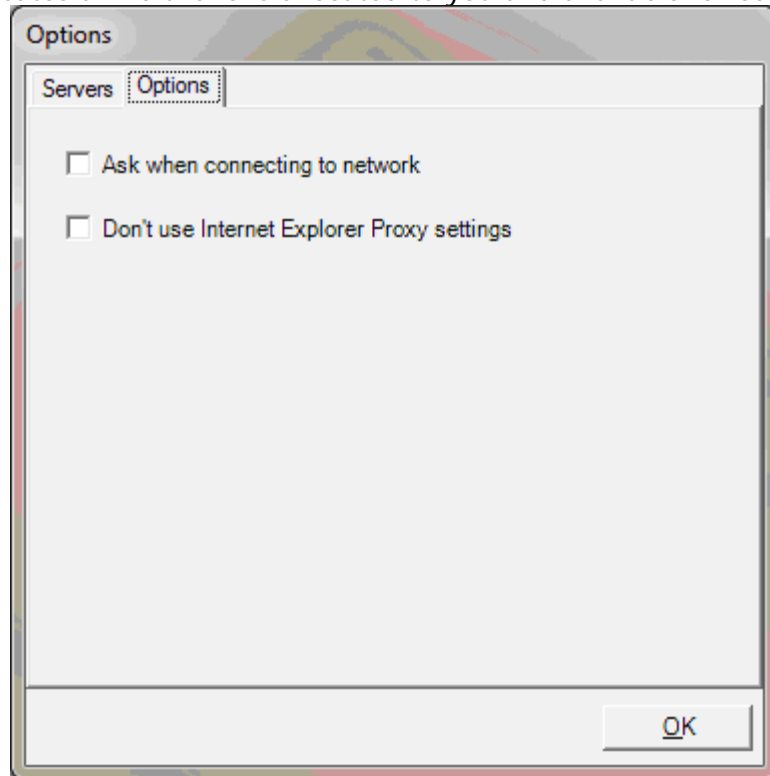 Options
Servers Options
Ask when connecting to network
Don't use Internet Explorer Proxy settings
OK